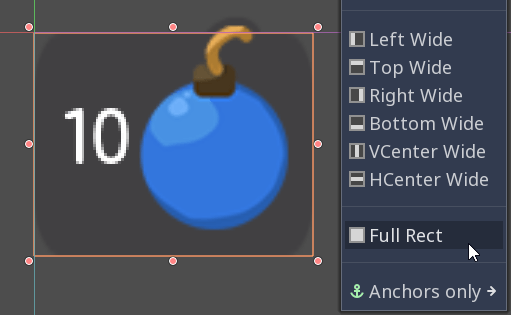 10
Left Wide
Top Wide
Right Wide
Bottom Wide
VCenter Wide
HCenter Wide
Full Rect
Anchors only